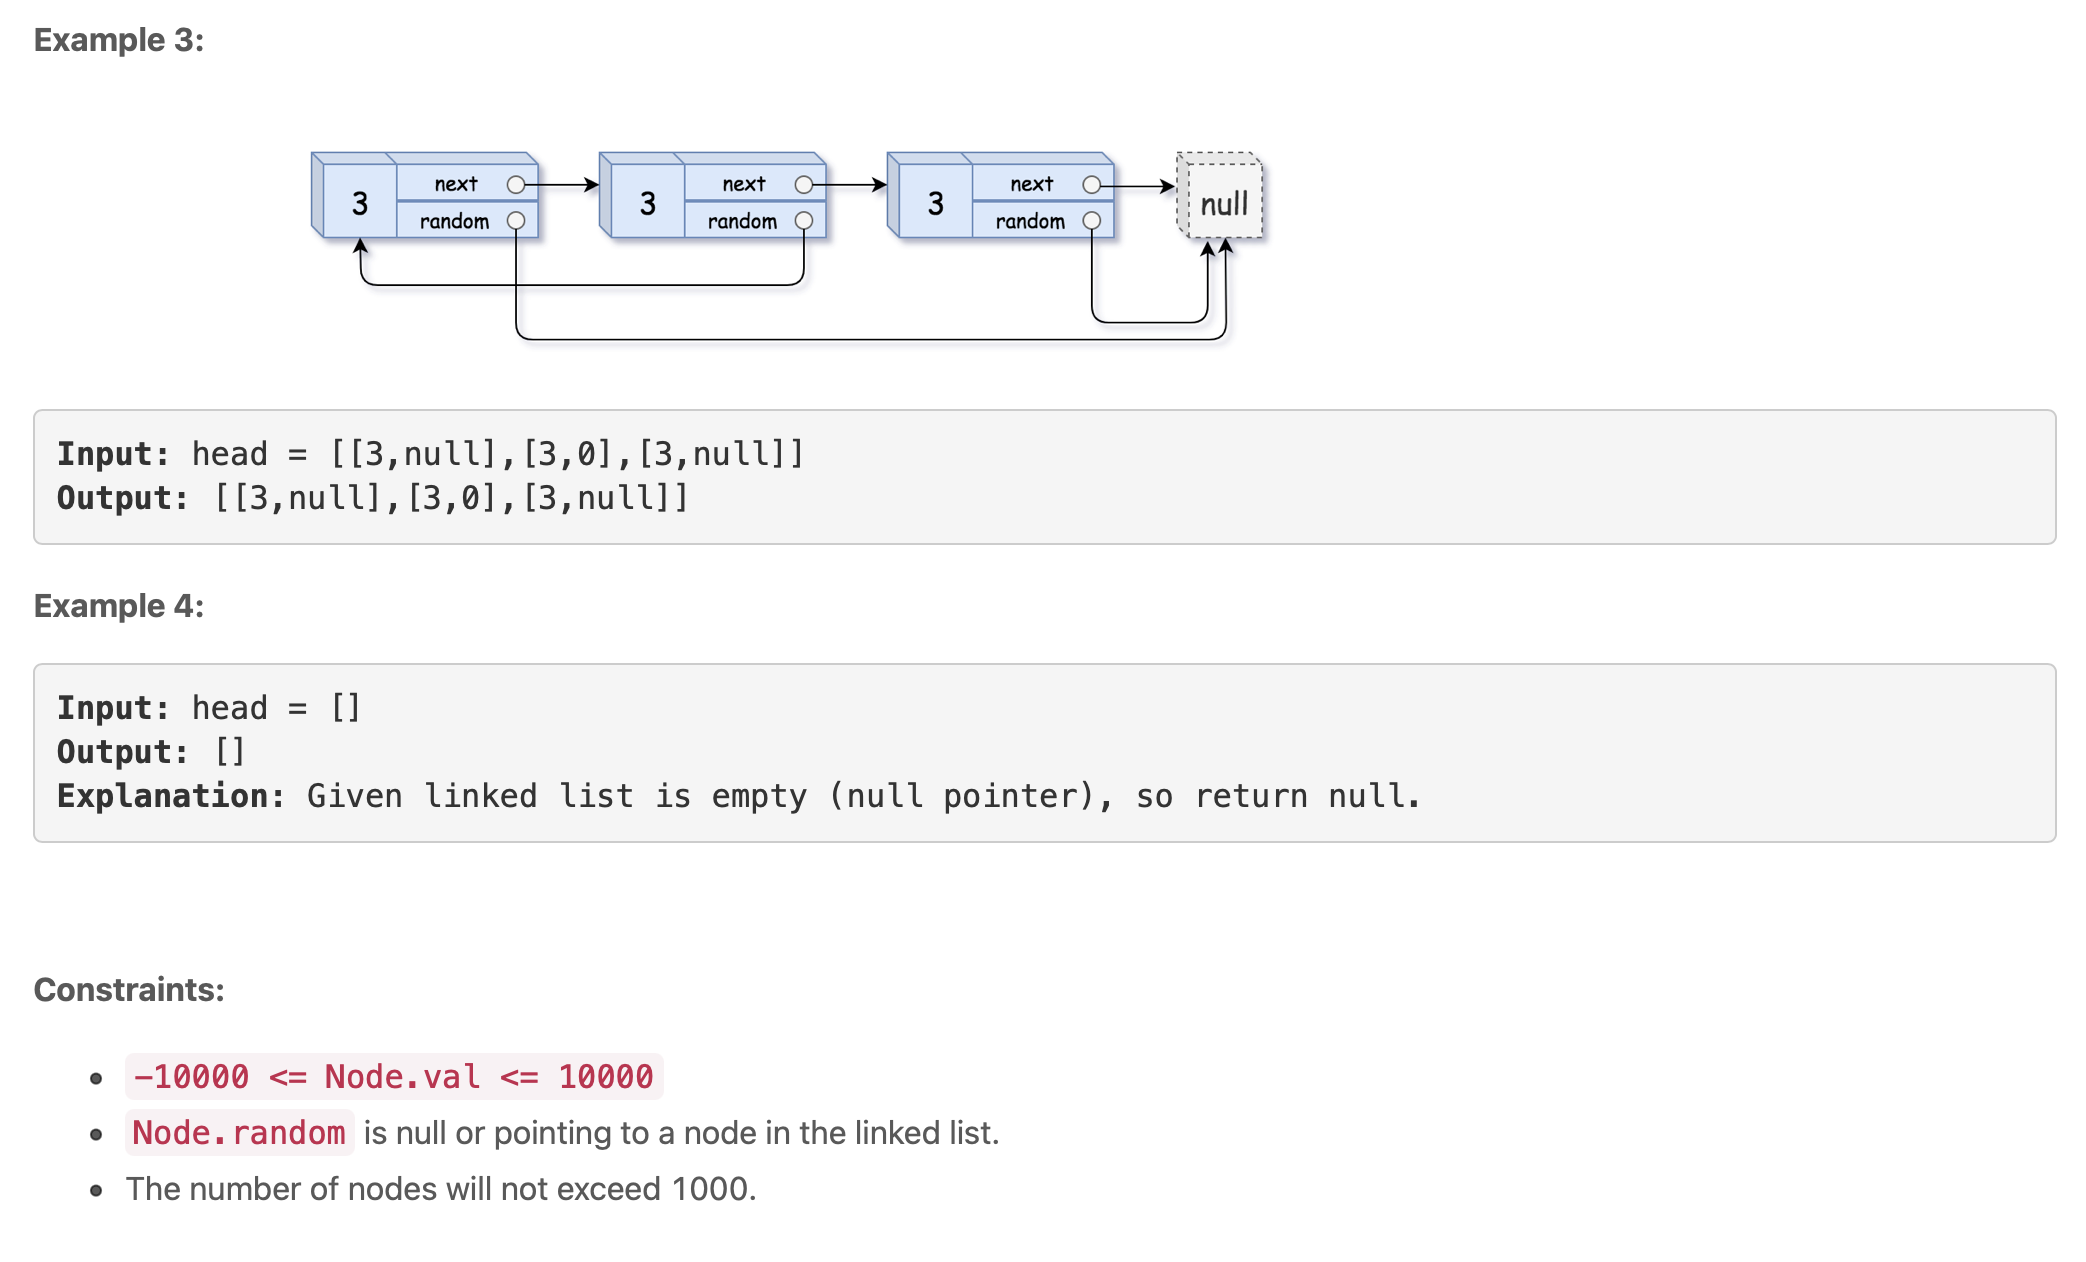 Example 3:
3 next random 3 next random 3 next random null
Input: head = [[3,null],[3,0],[3,null]]
Output: [[3,null],[3,0],[3,null]]
Example 4:
Input: head = []
Output: []
Explanation: Given linked list is empty (null pointer), so return null.
Constraints:
-10000 <= Node.val <= 10000
Node.random is null or pointing to a node in the linked list.
The number of nodes will not exceed 1000.